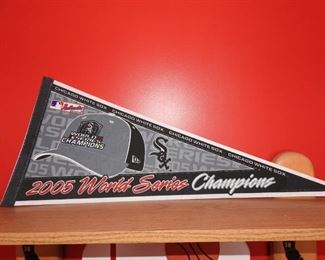 CHICAGO WHITE SOX CHICAGO WHITE SOX CHICAGO WHITE SOX CHICAGO WHITE SOX
WORLD
SERIES
CHAMPIONS
Sox
2005 World Series Champions